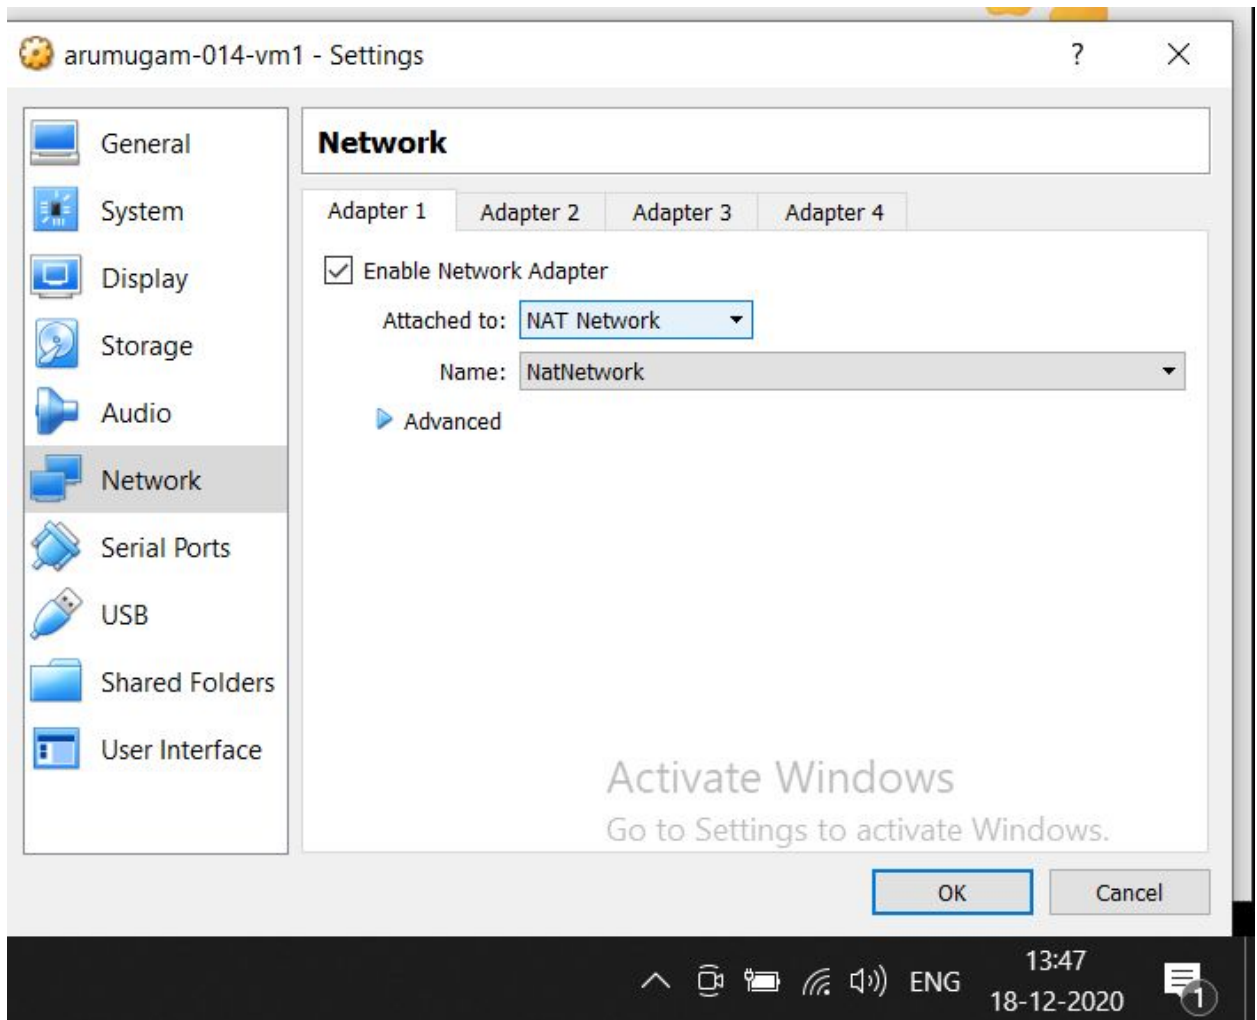 arumugam-014-vm1 - Settings ?
General
System
Display
Storage
Audio
Network
Serial Ports
USB
Shared Folders
User Interface
Network
Adapter 1 Adapter 2 Adapter 3 Adapter 4
Enable Network Adapter
Attached to: NAT Network
Name: NatNetwork
Advanced
Activate Windows
Go to Settings to activate Windows.
OK Cancel
ENG
13:47
18-12-2020
1